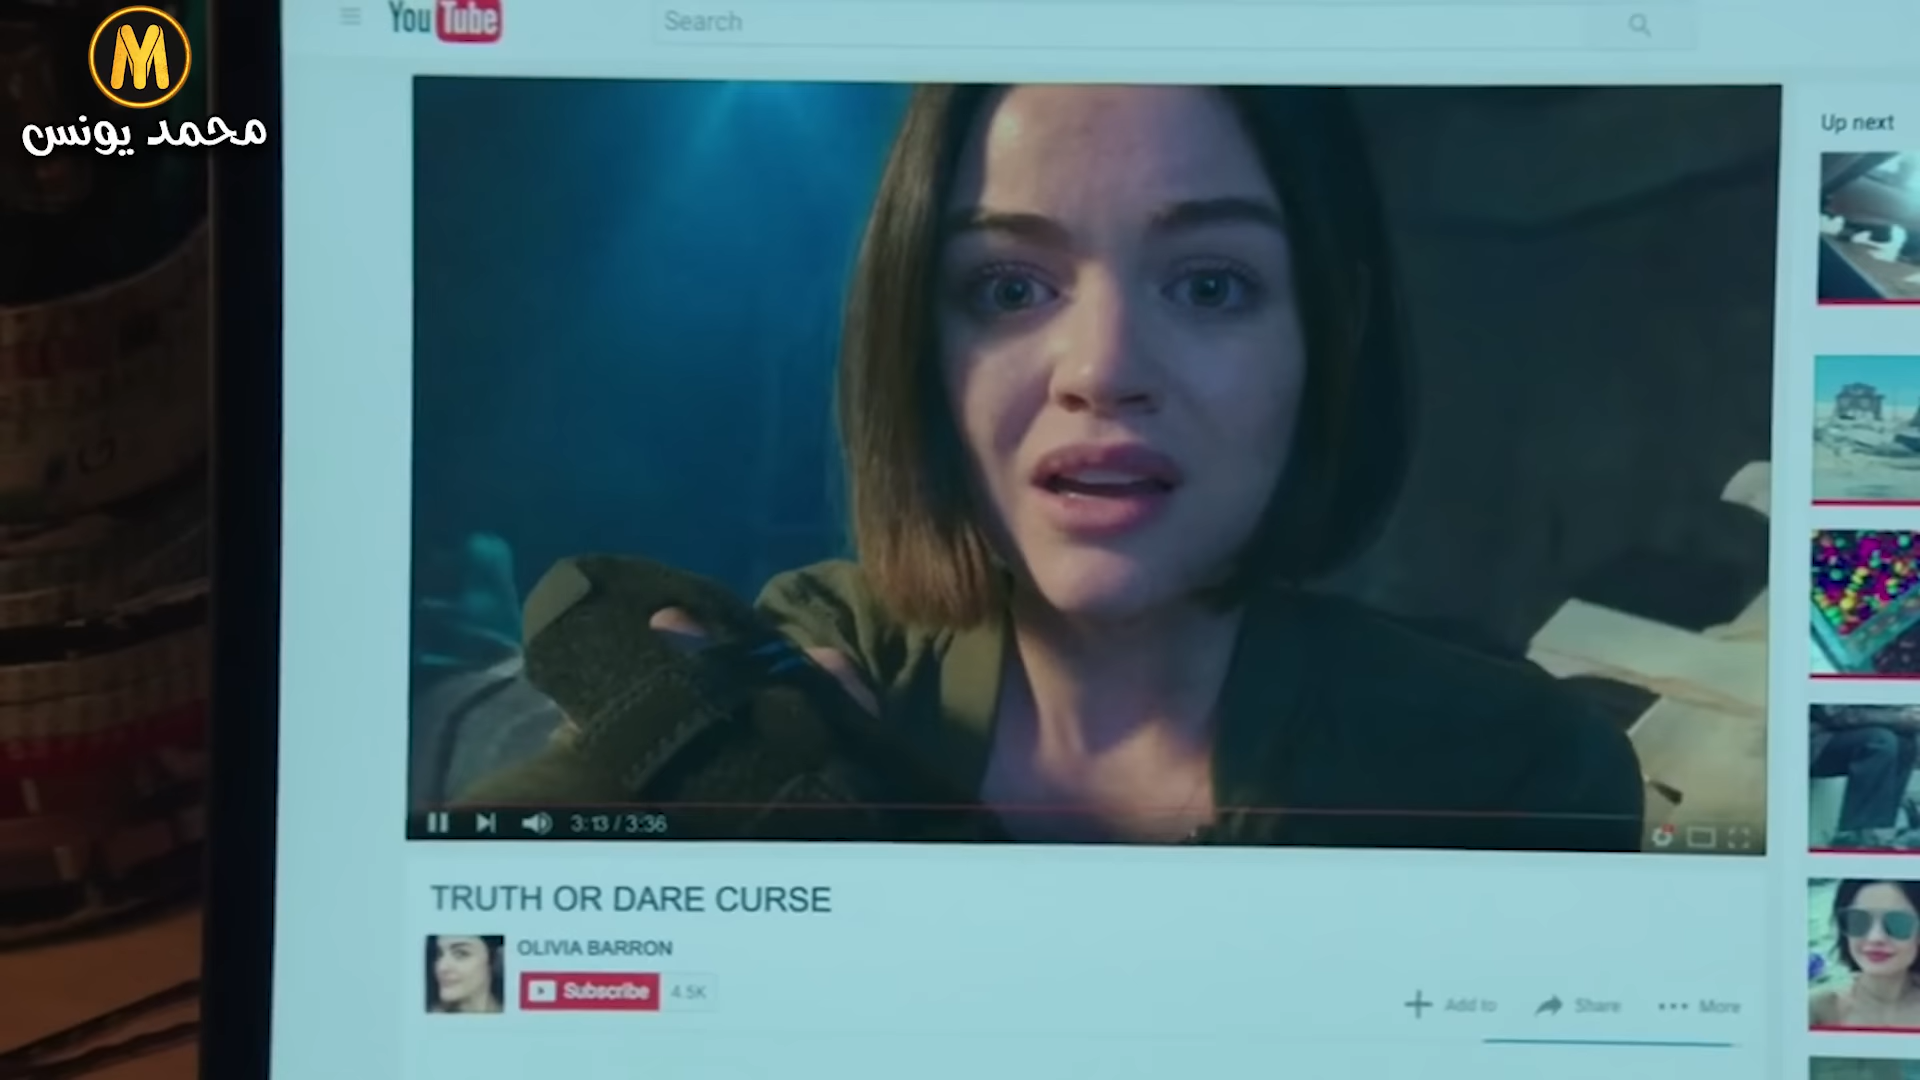 محمد يونس
YouTube
Search
Up next
3:13 / 3:36
TRUTH OR DARE CURSE
OLIVIA BARRON
Subscribe 4.5K
Add to Share More